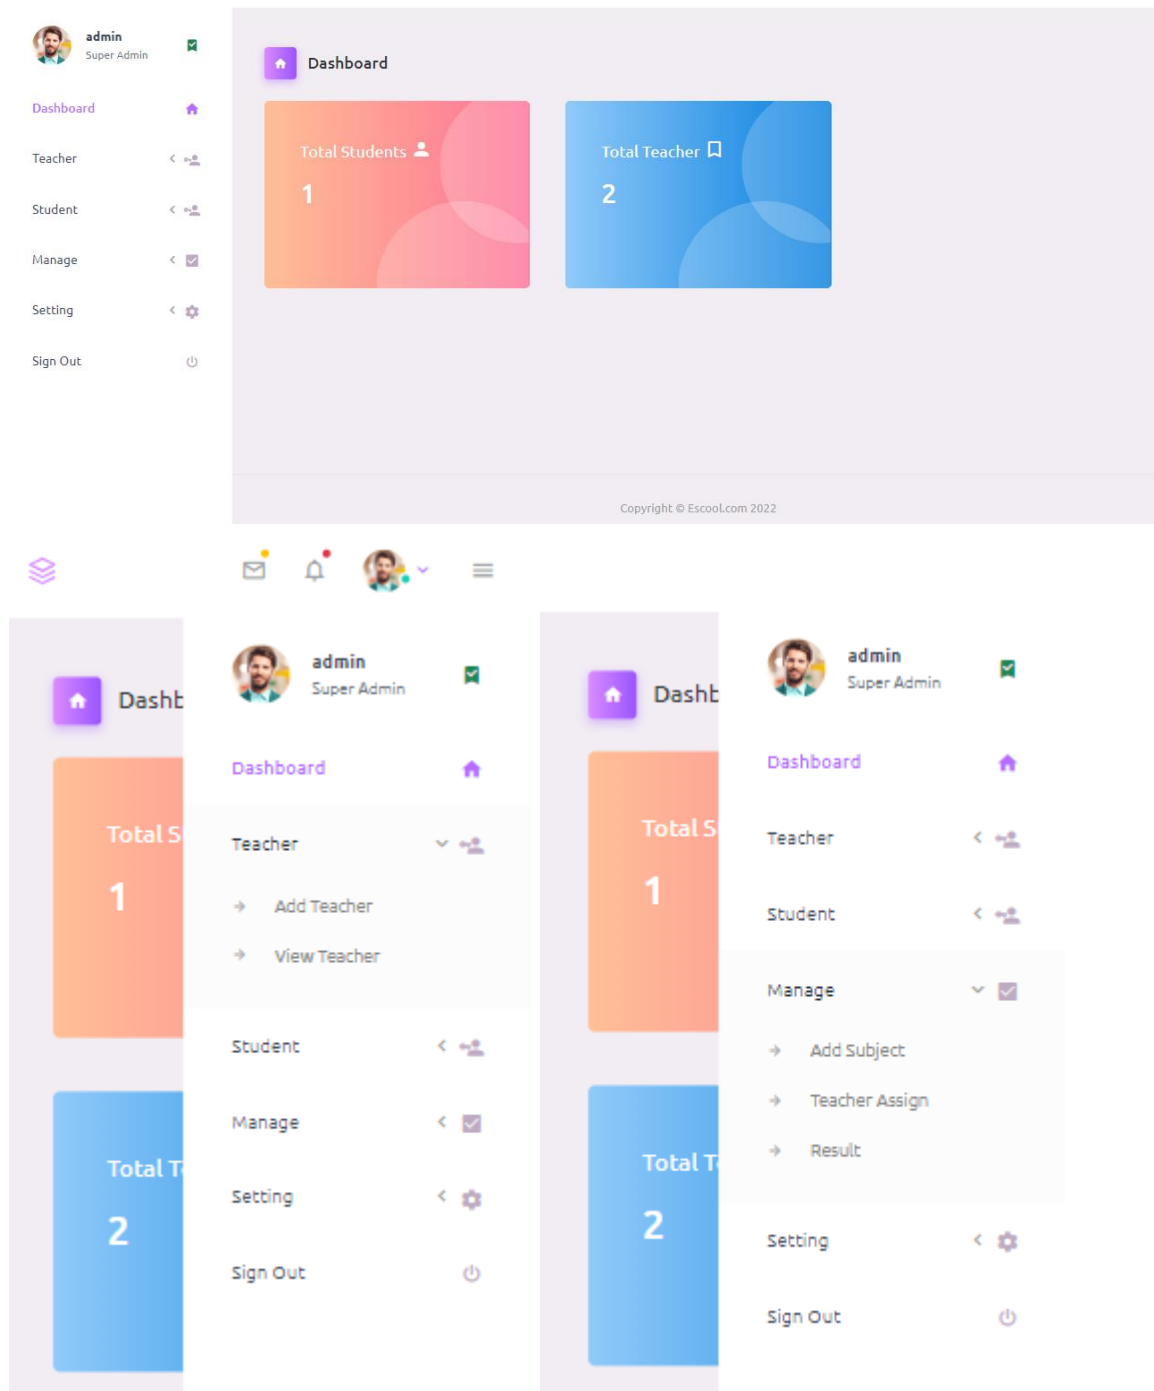 admin
Super Admin
Dashboard
Teacher
Student
Manage
Setting
Sign Out
Dashboard
Total Students
1
Total Teacher
2
Copyright © Escool.com 2022
Dashb
Total S
1
Total T
2
admin
Super Admin
Dashboard
Teacher
Add Teacher
View Teacher
Student
Manage
Setting
Sign Out
Dashb
Total S
1
Total T
2
admin
Super Admin
Dashboard
Teacher
Student
Manage
Add Subject
Teacher Assign
Result
Setting
Sign Out